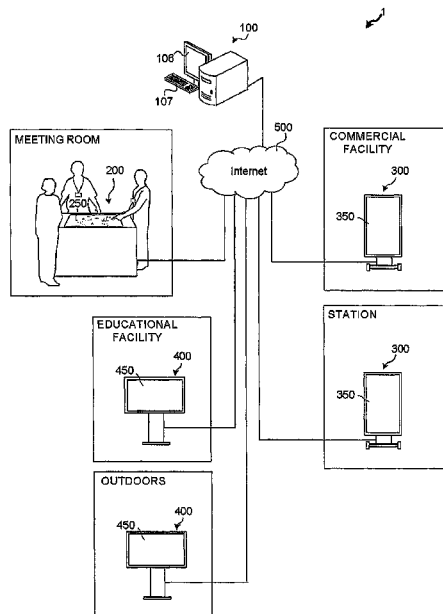 1
100
106
107
500
Internet
MEETING ROOM
200
250
COMMERCIAL
FACILITY
300
350
EDUCATIONAL
FACILITY
400
450
STATION
300
350
OUTDOORS
400
450